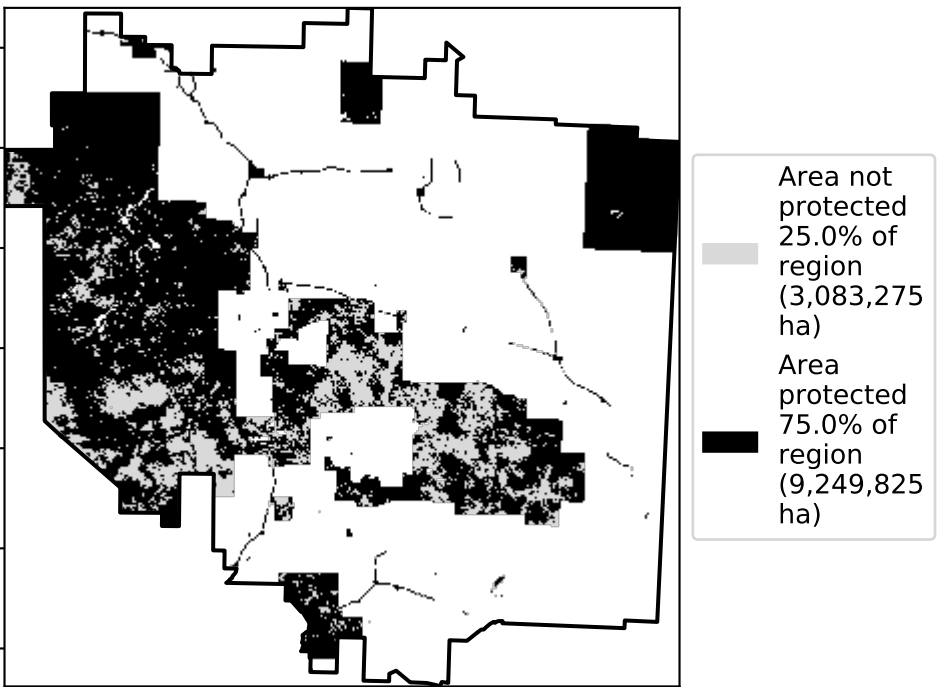 Area not
protected
25.0% of
region
(3,083,275
ha)
Area
protected
75.0% of
region
(9,249,825
ha)